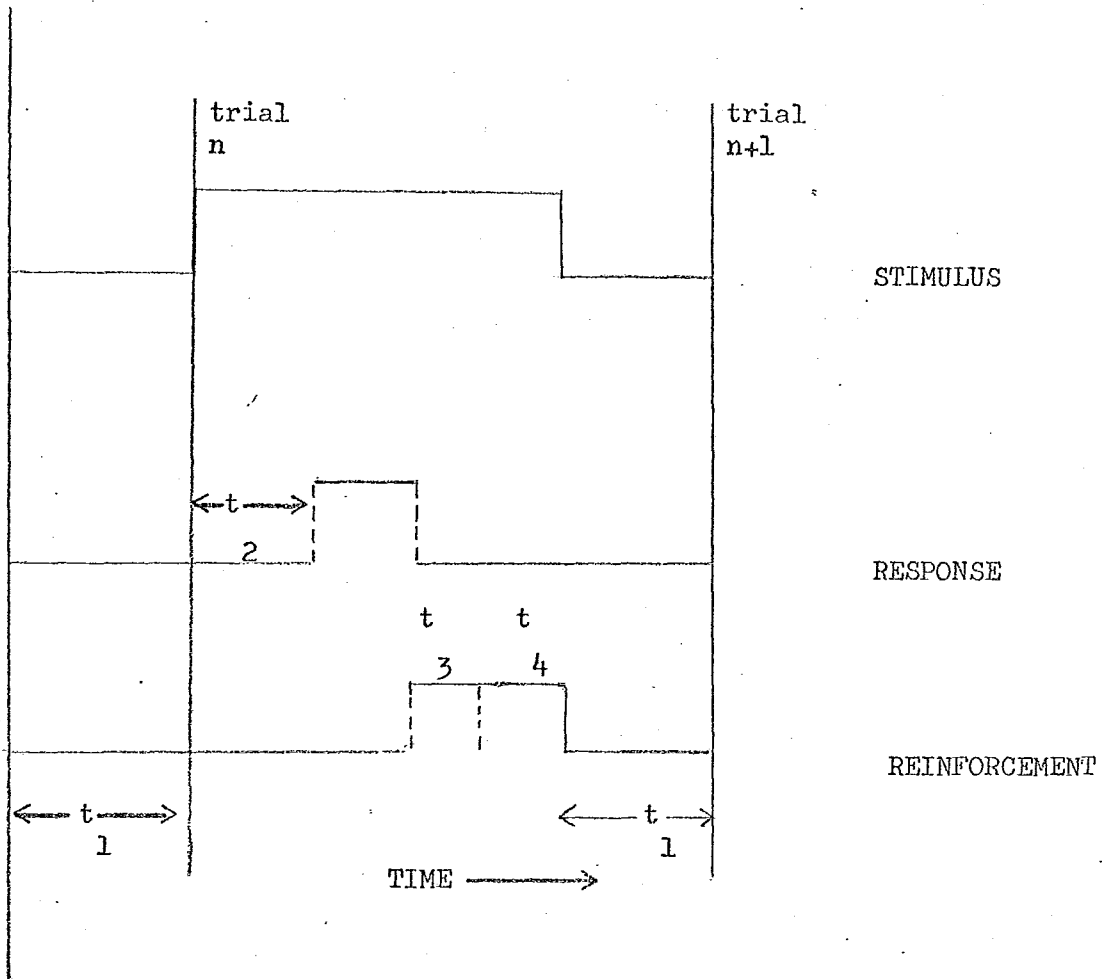 trial
n
trial
n+1
STIMULUS
t
2
RESPONSE
t t
3 4
REINFORCEMENT
t
1
t
1
TIME